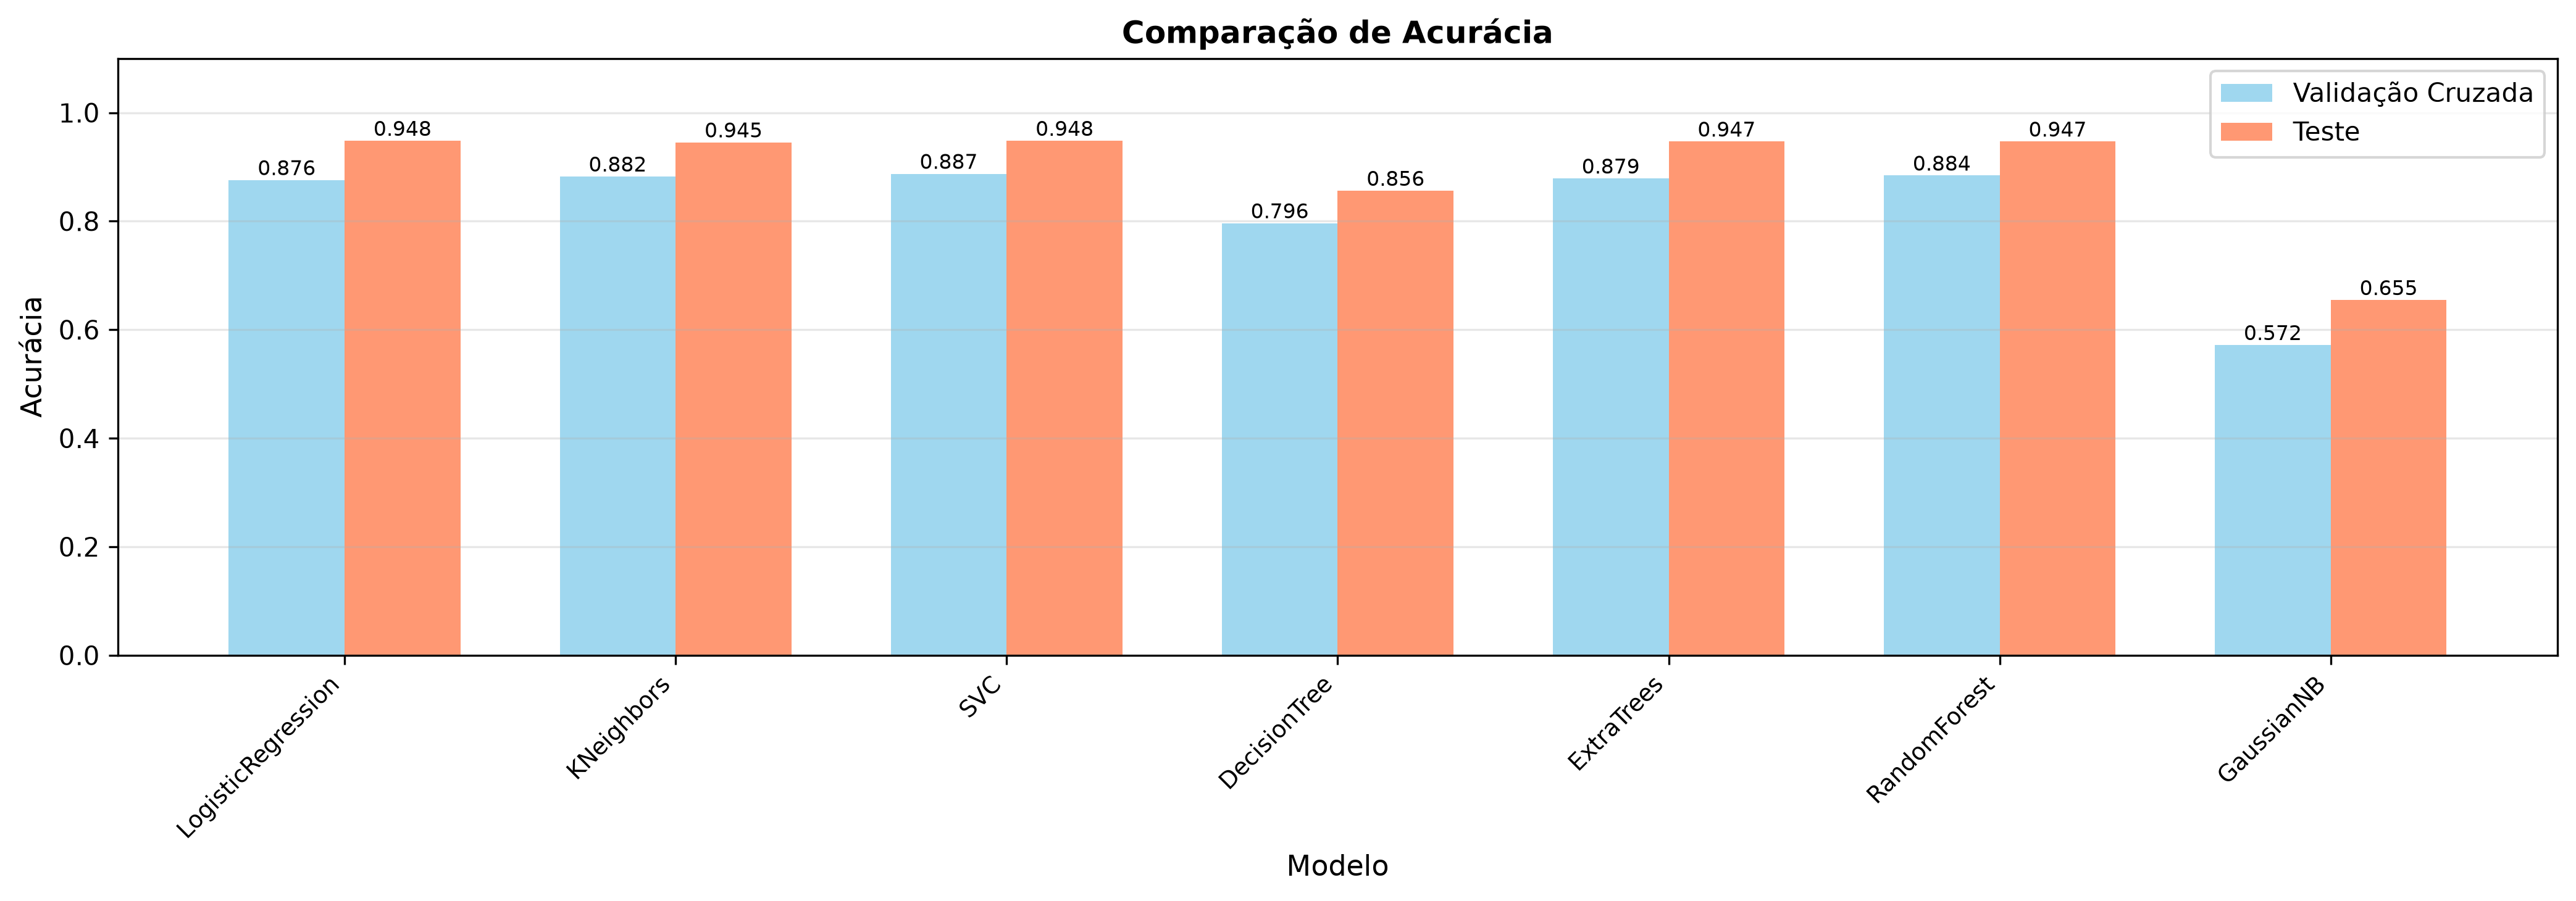 Comparação de Acurácia
Validação Cruzada
Teste
Acurácia
1.0
0.8
0.6
0.4
0.2
0.0
0.876
0.948
0.882
0.945
0.887
0.948
0.796
0.856
0.879
0.947
0.884
0.947
0.572
0.655
LogisticRegression
KNeighbors
SVC
DecisionTree
ExtraTrees
RandomForest
GaussianNB
Modelo